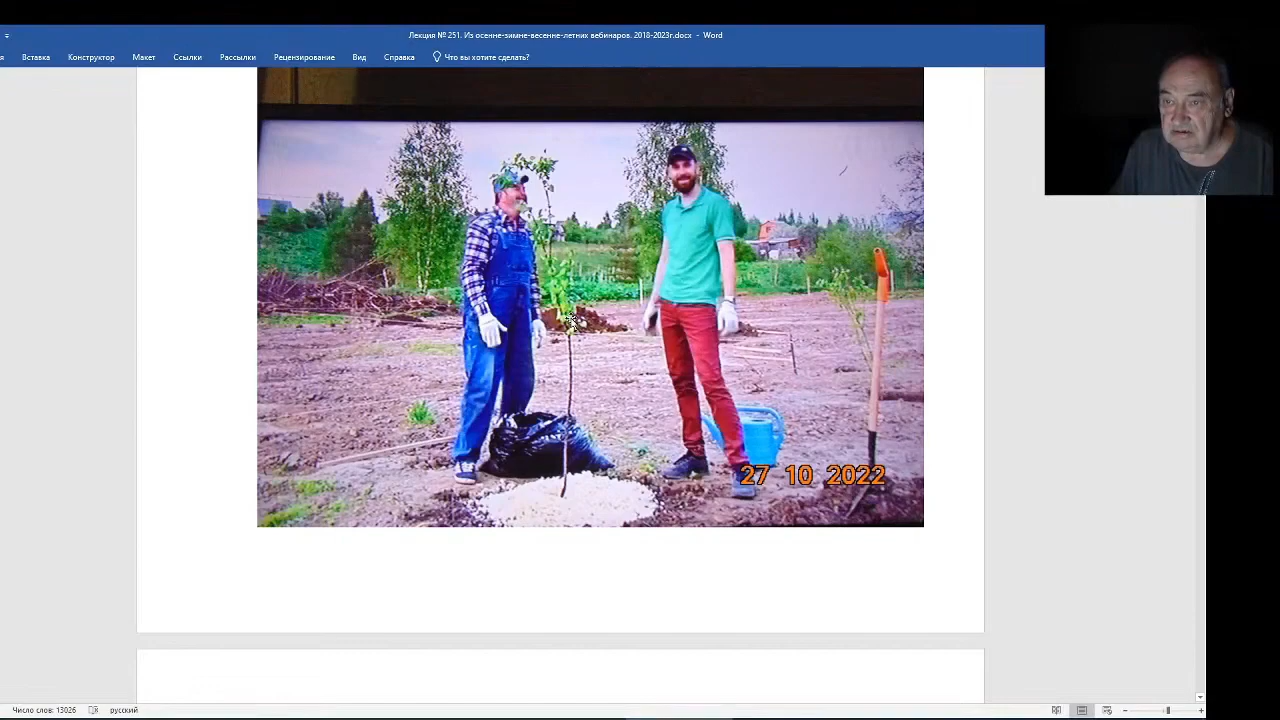 Лекция № 251. Из осенне-зимне-весенне-летних вебинаров. 2018-2023г.docx - Word
я Вставка Конструктор Макет Ссылки Рассылки Рецензирование Вид Справка Что вы хотите сделать?
27 10 2022
Число слов: 13026 русский